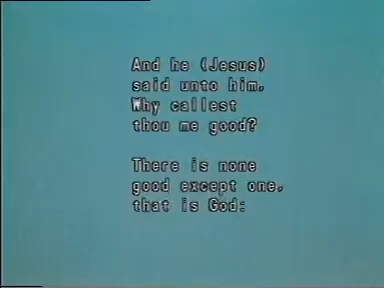 And he (Jesus)
said unto him,
Why callest
thou me good?
There is none
good except one,
that is God: